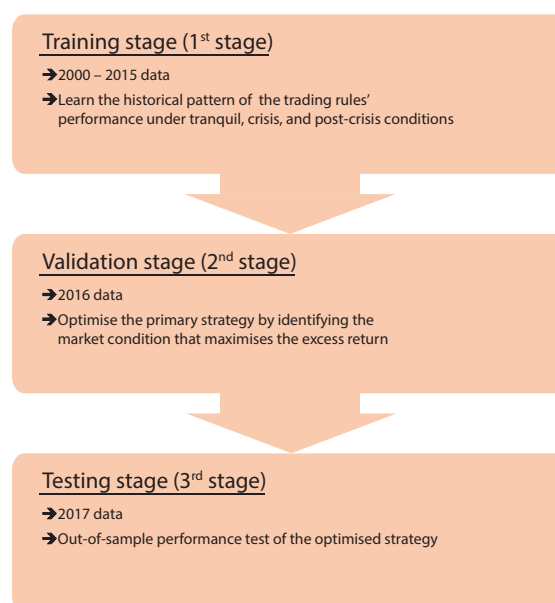 Training stage (1st stage)
➔2000 – 2015 data
➔Learn the historical pattern of the trading rules'
performance under tranquil, crisis, and post-crisis conditions
Validation stage (2nd stage)
➔2016 data
➔Optimise the primary strategy by identifying the
market condition that maximises the excess return
Testing stage (3rd stage)
➔2017 data
➔Out-of-sample performance test of the optimised strategy